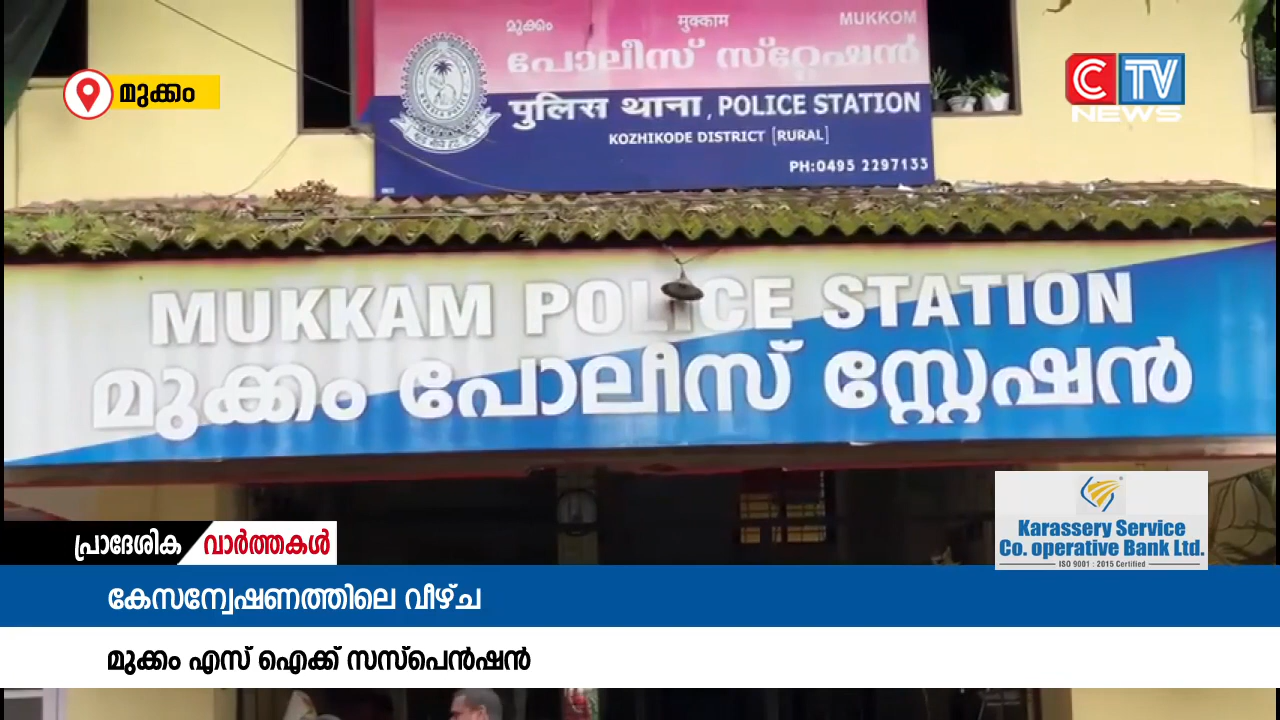 മുക്കം मुक्काम MUKKOM
പോലീസ് സ്റ്റേഷൻ
पुलिस थाना, POLICE STATION
KOZHIKODE DISTRICT [RURAL]
PH:0495 2297133
മുക്കം
C TV
NEWS
MUKKAM POLICE STATION
മുക്കം പോലീസ് സ്റ്റേഷൻ
Karassery Service
Co. operative Bank Ltd.
ISO 9001 : 2015 Certified
പ്രാദേശിക വാർത്തകൾ
കേസന്വേഷണത്തിലെ വീഴ്ച
മുക്കം എസ് ഐക്ക് സസ്പെൻഷൻ